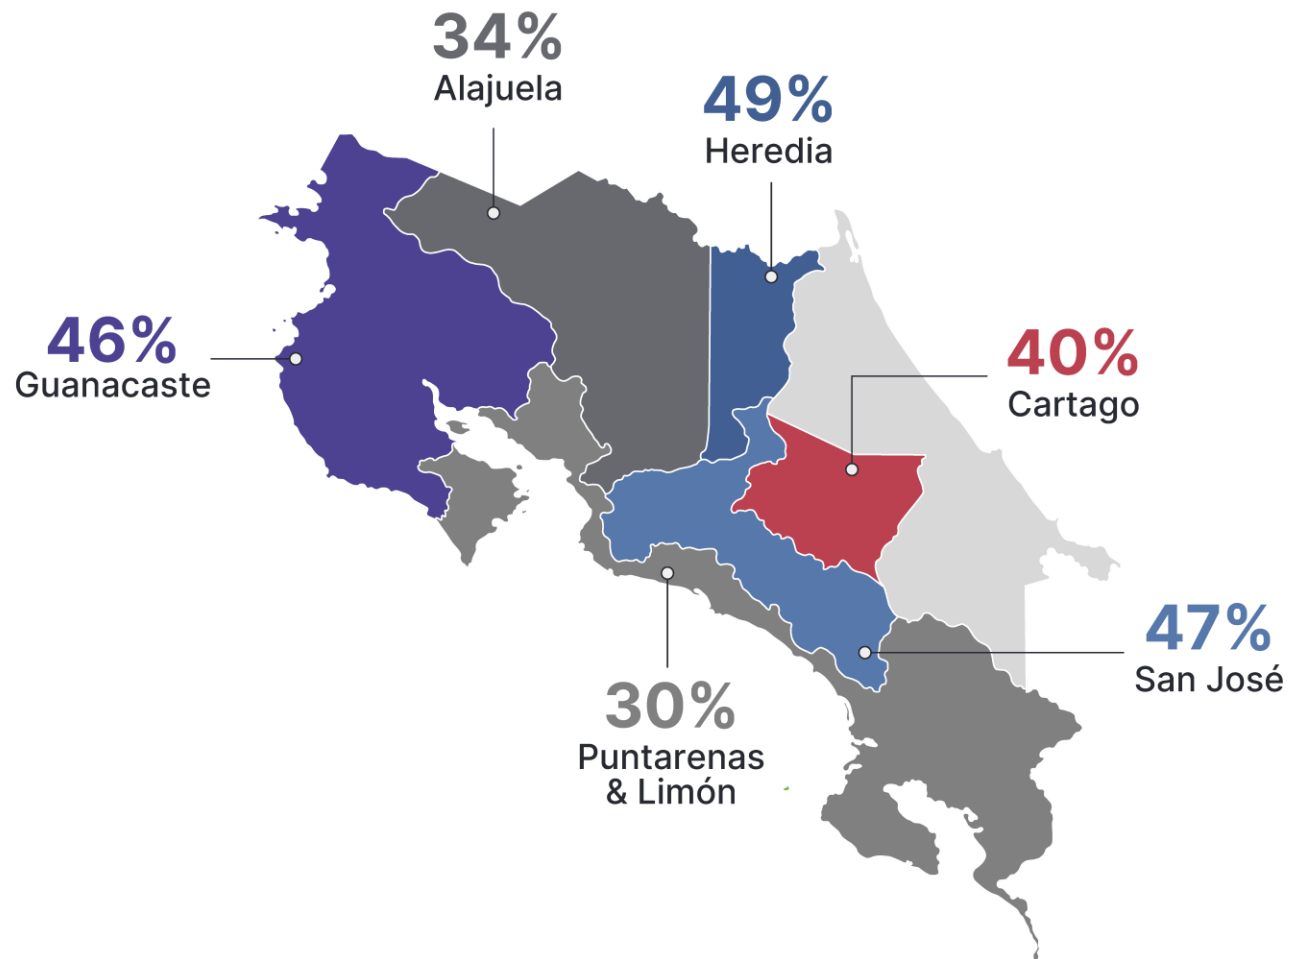 34%
Alajuela
49%
Heredia
46%
Guanacaste
40%
Cartago
47%
San José
30%
Puntarenas
& Limón